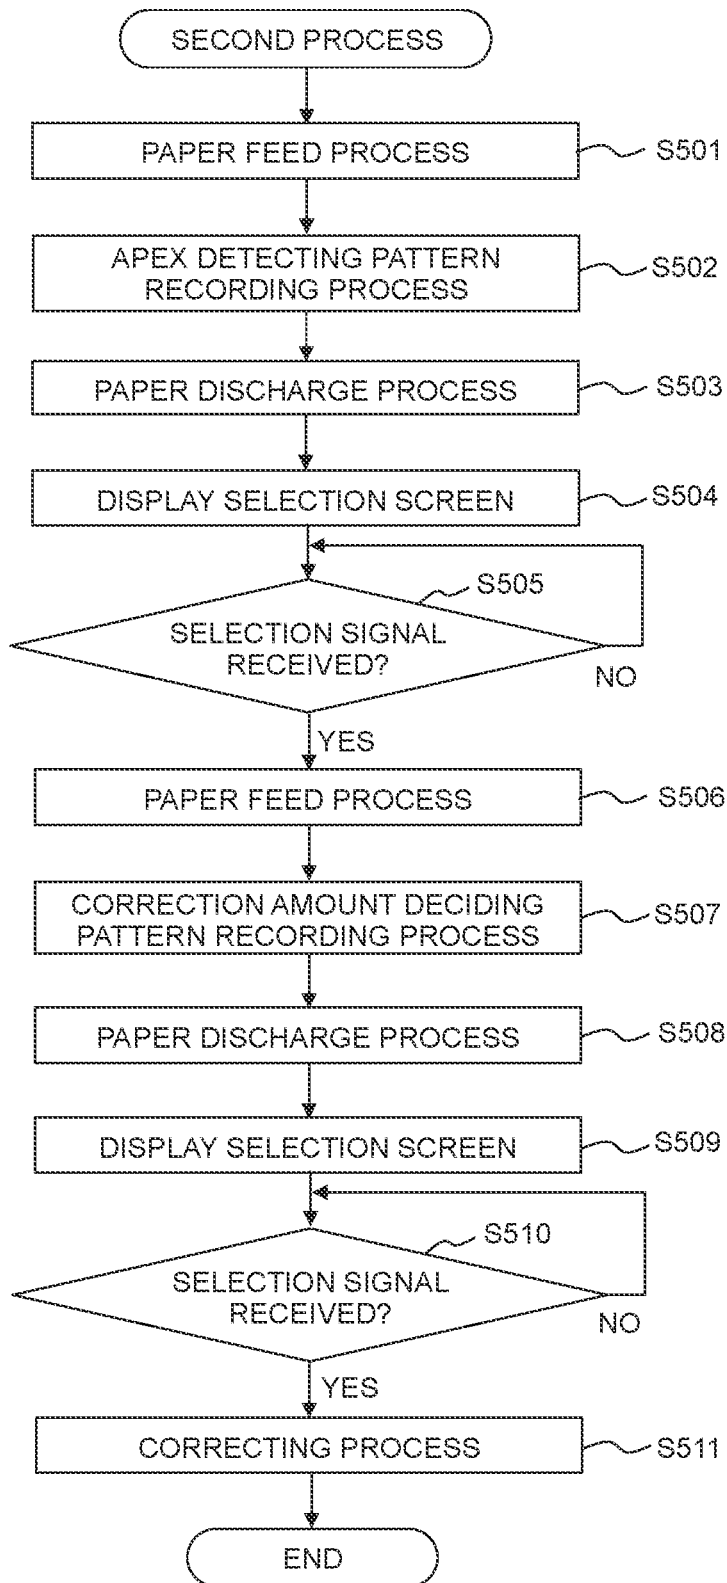 SECOND PROCESS
PAPER FEED PROCESS
S501
APEX DETECTING PATTERN
RECORDING PROCESS
S502
PAPER DISCHARGE PROCESS
S503
DISPLAY SELECTION SCREEN
S504
S505
SELECTION SIGNAL
RECEIVED?
NO
YES
PAPER FEED PROCESS
S506
CORRECTION AMOUNT DECIDING
PATTERN RECORDING PROCESS
S507
PAPER DISCHARGE PROCESS
S508
DISPLAY SELECTION SCREEN
S509
S510
SELECTION SIGNAL
RECEIVED?
NO
YES
CORRECTING PROCESS
S511
END